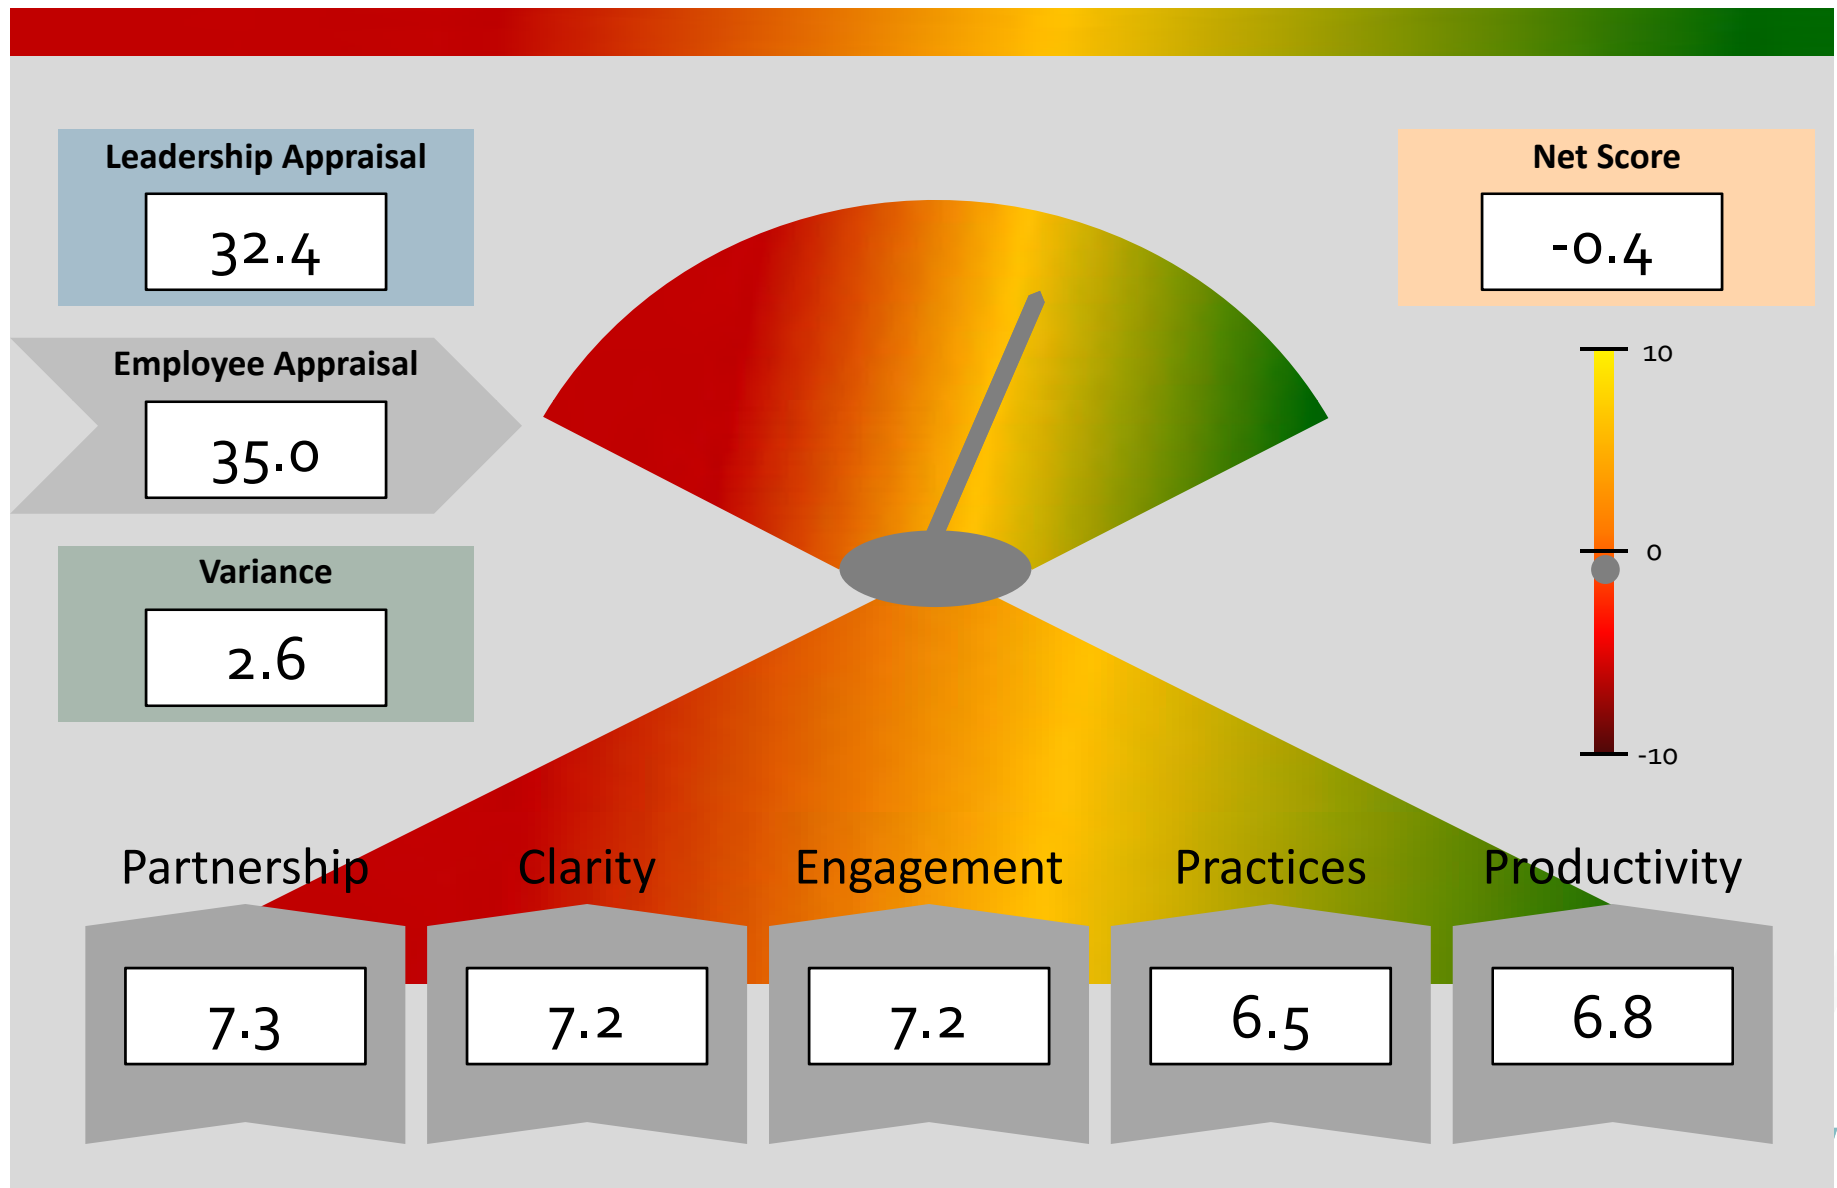 Leadership Appraisal
32.4
Employee Appraisal
35.0
Variance
2.6
Net Score
-0.4
10
0
-10
Partnership
Clarity
Engagement
Practices
Productivity
7.3
7.2
7.2
6.5
6.8